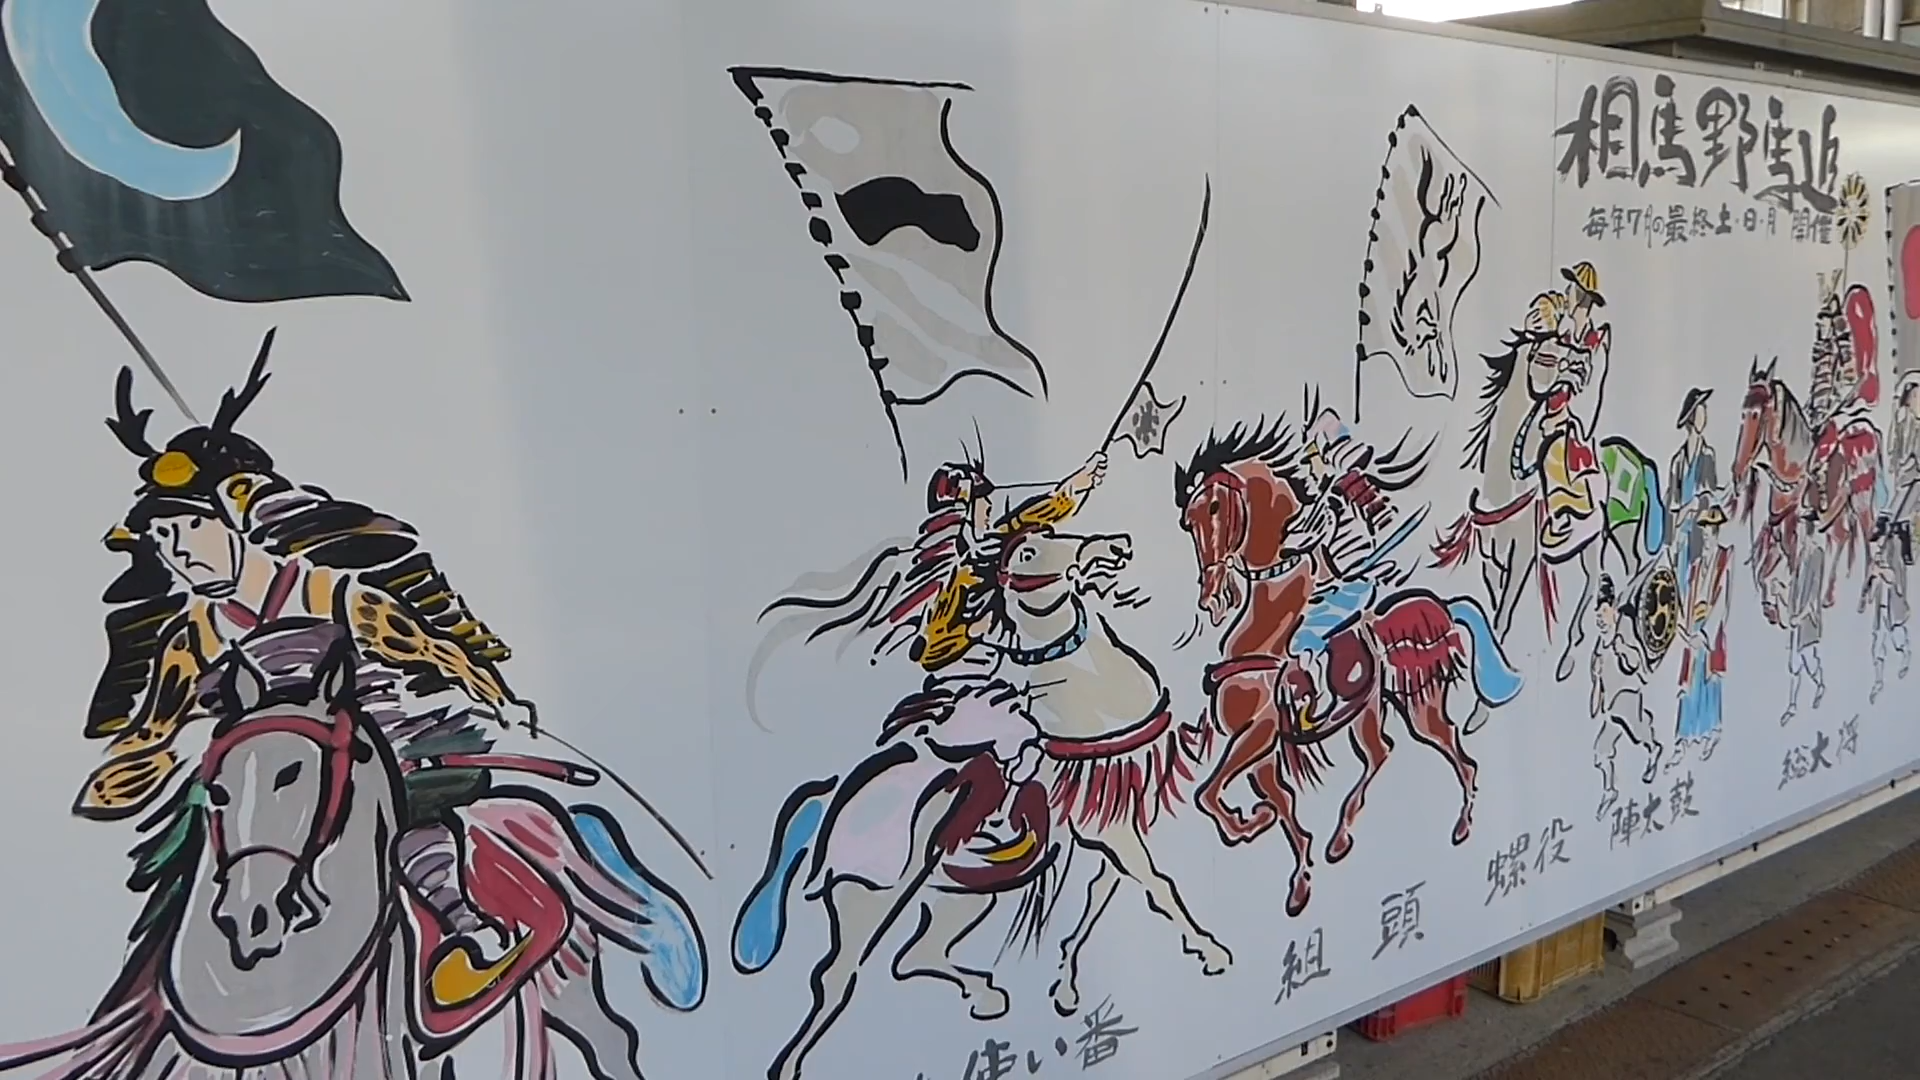 相馬野馬追
毎年7月の最終土・日・月 開催
使い番
組頭
螺役
陣太鼓
総大将